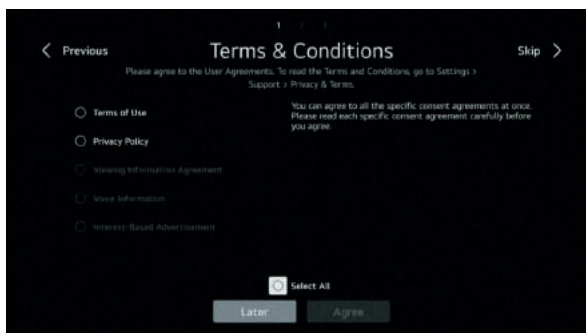 1 2 3
Previous
Terms & Conditions
Skip
Please agree to the User Agreements. To read the Terms and Conditions, go to Settings >
Support > Privacy & Terms.
Terms of Use
Privacy Policy
Viewing Information Agreement
Voice Information
Interest-Based Advertisement
You can agree to all the specific consent agreements at once.
Please read each specific consent agreement carefully before
you agree.
Select All
Later
Agree